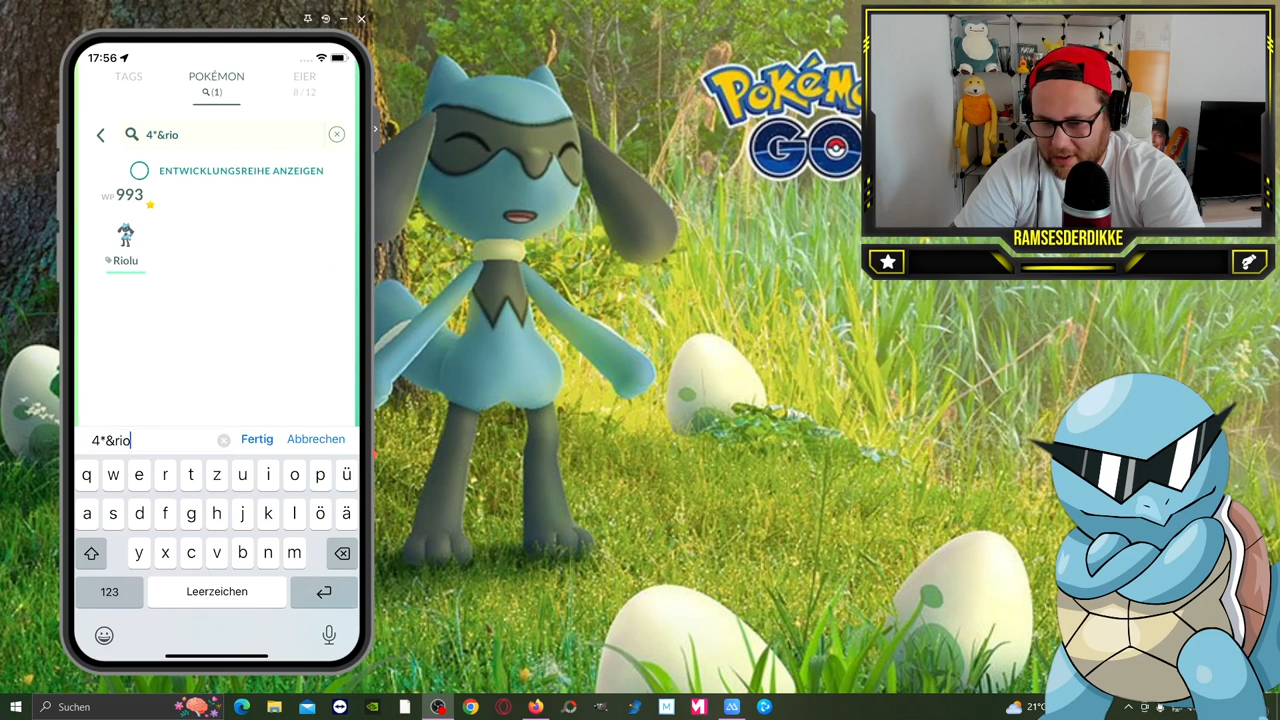 17:56
TAGS
POKÉMON
(1)
EIER
8/12
4*&rio
ENTWICKLUNGSREIHE ANZEIGEN
WP 993
Riolu
4*&rio
Fertig
Abbrechen
q w e r t z u i o p ü
a s d f g h j k l ö ä
y x c v b n m
123
Leerzeichen
GO
RAMSESDERDIKKE
Suchen
21°